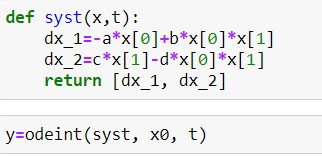 def syst(x,t):
    dx_1=-a*x[0]+b*x[0]*x[1]
    dx_2=c*x[1]-d*x[0]*x[1]
    return [dx_1, dx_2]
y=odeint(syst, x0, t)